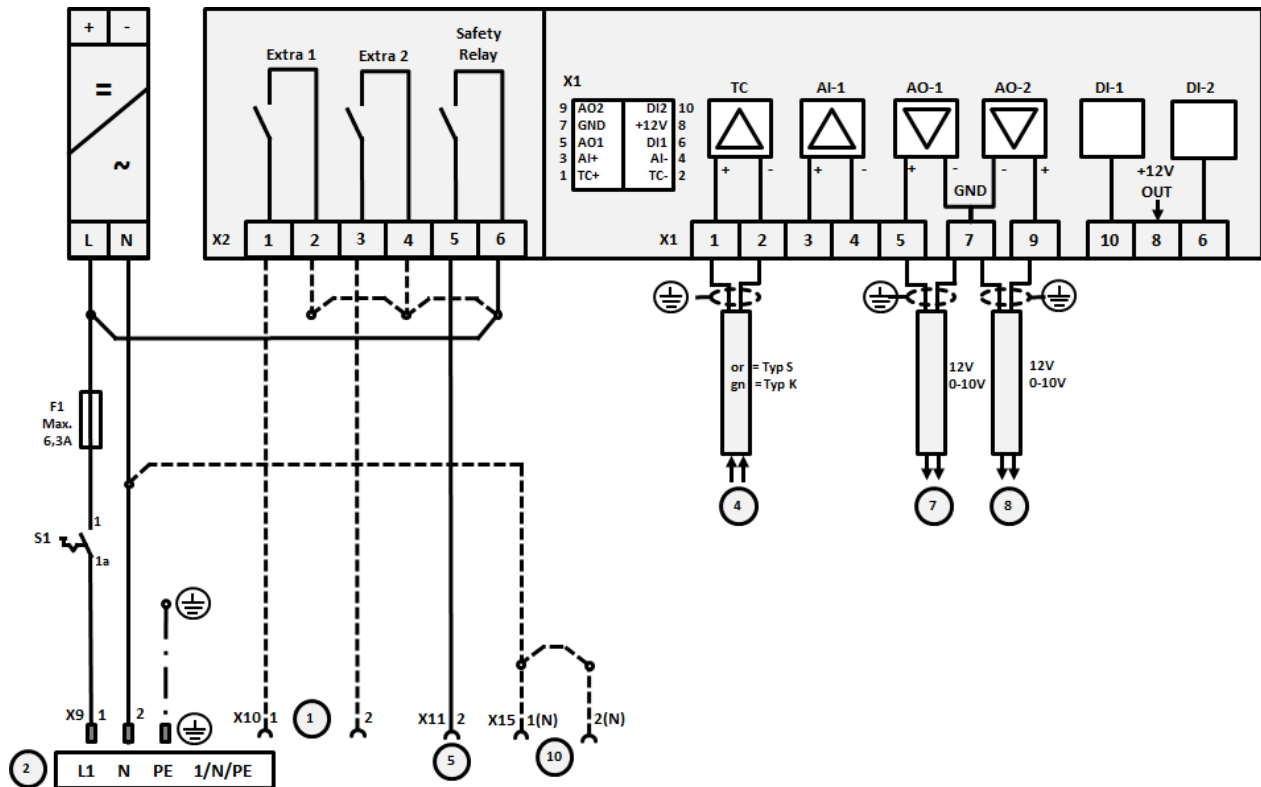 + -
=
~
L N
Extra 1
Extra 2
Safety
Relay
X2 1 2 3 4 5 6
X1
9 AO2 DI2 10
7 GND +12V 8
5 AO1 DI1 6
3 AI+ AI- 4
1 TC+ TC- 2
TC AI-1 AO-1 AO-2 DI-1 DI-2
+ - + - + - - +
GND
+12V
OUT
X1 1 2 3 4 5 7 9 10 8 6
or = Typ S
gn =Typ K
12V
0-10V
12V
0-10V
4
7
8
F1
Max.
6,3A
S1
1
1a
X9 1 2
X10 1
1
2
X11 2
X15 1(N)
2(N)
2
L1 N PE 1/N/PE
5
10